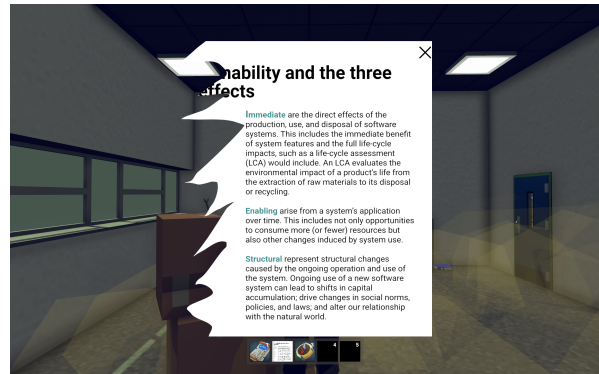 nability and the three
effects
Immediate are the direct effects of the
production, use, and disposal of software
systems. This includes the immediate benefit
of system features and the full life-cycle
impacts, such as a life-cycle assessment
(LCA) would include. An LCA evaluates the
environmental impact of a product's life from
the extraction of raw materials to its disposal
or recycling.
Enabling arise from a system's application
over time. This includes not only opportunities
to consume more (or fewer) resources but
also other changes induced by system use.
Structural represent structural changes
caused by the ongoing operation and use of
the system. Ongoing use of a new software
system can lead to shifts in capital
accumulation; drive changes in social norms,
policies, and laws; and alter our relationship
with the natural world.
4 5